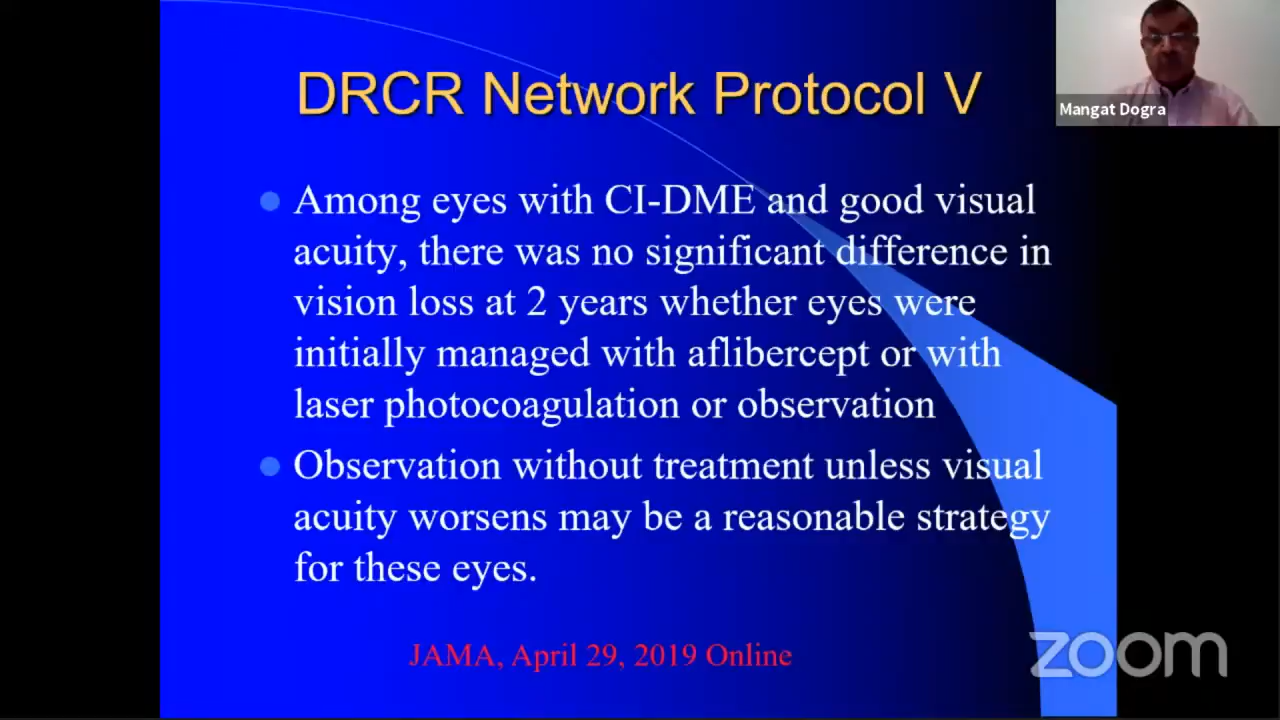 DRCR Network Protocol V
Mangat Dogra
Among eyes with CI-DME and good visual
acuity, there was no significant difference in
vision loss at 2 years whether eyes were
initially managed with aflibercept or with
laser photocoagulation or observation
Observation without treatment unless visual
acuity worsens may be a reasonable strategy
for these eyes.
JAMA, April 29, 2019 Online
zoom